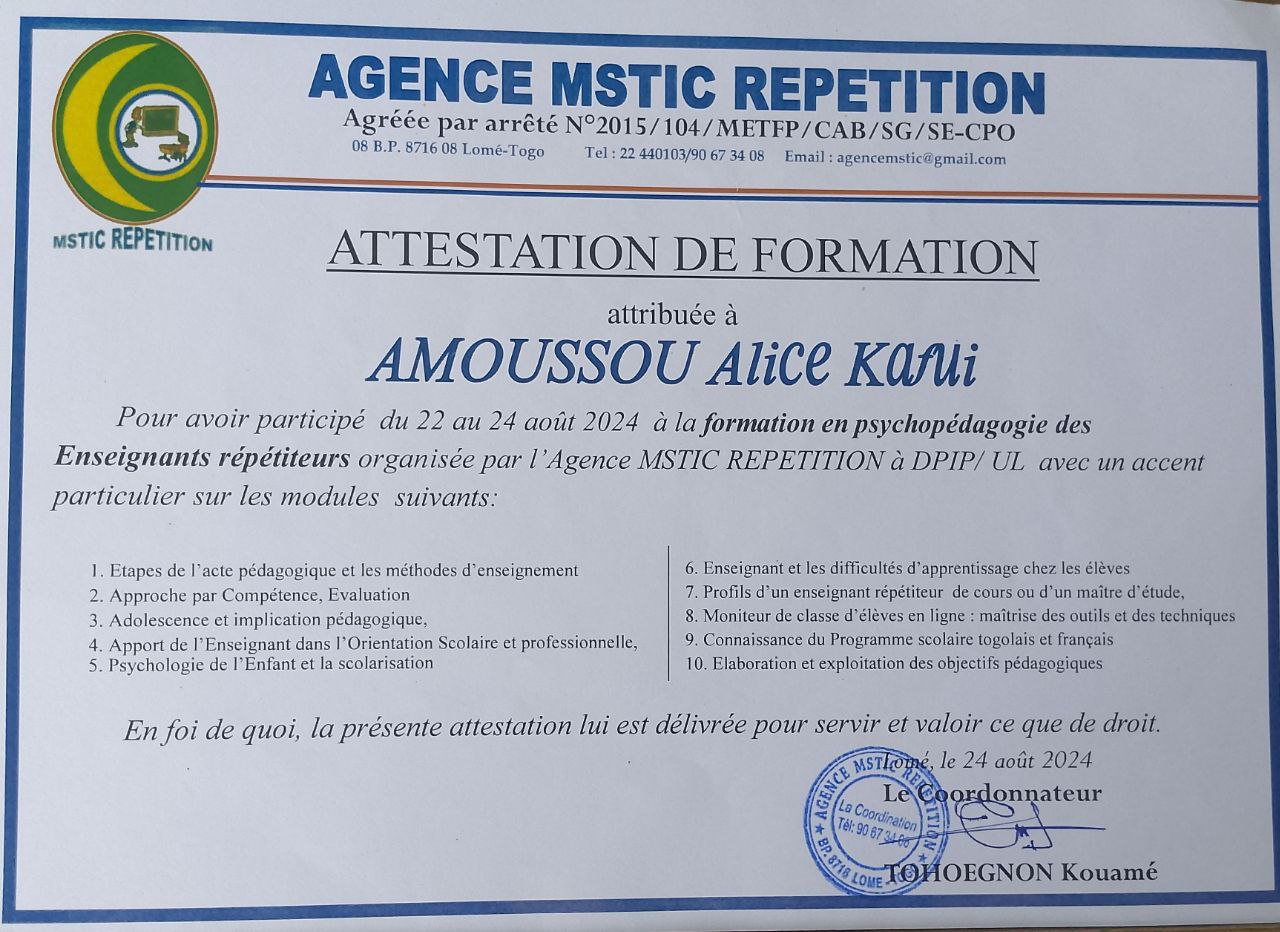 AGENCE MSTIC REPETITION
Agréée par arrêté N°2015/104/METFP/CAB/SG/SE-CPO
08 B.P. 8716 08 Lomé-Togo Tel : 22 440103/90 67 34 08 Email : agencemstic@gmail.com
MSTIC REPETITION
ATTESTATION DE FORMATION
attribuée à
AMOUSSOU Alice Kafui
Pour avoir participé du 22 au 24 août 2024 à la formation en psychopédagogie des
Enseignants répétiteurs organisée par l'Agence MSTIC REPETITION à DPIP/ UL avec un accent
particulier sur les modules suivants:
1. Etapes de l'acte pédagogique et les méthodes d'enseignement
2. Approche par Compétence, Evaluation
3. Adolescence et implication pédagogique,
4. Apport de l'Enseignant dans l'Orientation Scolaire et professionnelle,
5. Psychologie de l'Enfant et la scolarisation
6. Enseignant et les difficultés d'apprentissage chez les élèves
7. Profils d'un enseignant répétiteur de cours ou d'un maître d'étude,
8. Moniteur de classe d'élèves en ligne : maîtrise des outils et des techniques
9. Connaissance du Programme scolaire togolais et français
10. Elaboration et exploitation des objectifs pédagogiques
En foi de quoi, la présente attestation lui est délivrée pour servir et valoir ce que de droit.
Lomé, le 24 août 2024
Le Coordonnateur
AGENCE MSTIC REPETITION
La Coordination
Tél: 90 67 34 08
BP. 8716 LOME - TOGO
TOHOEGNON Kouamé